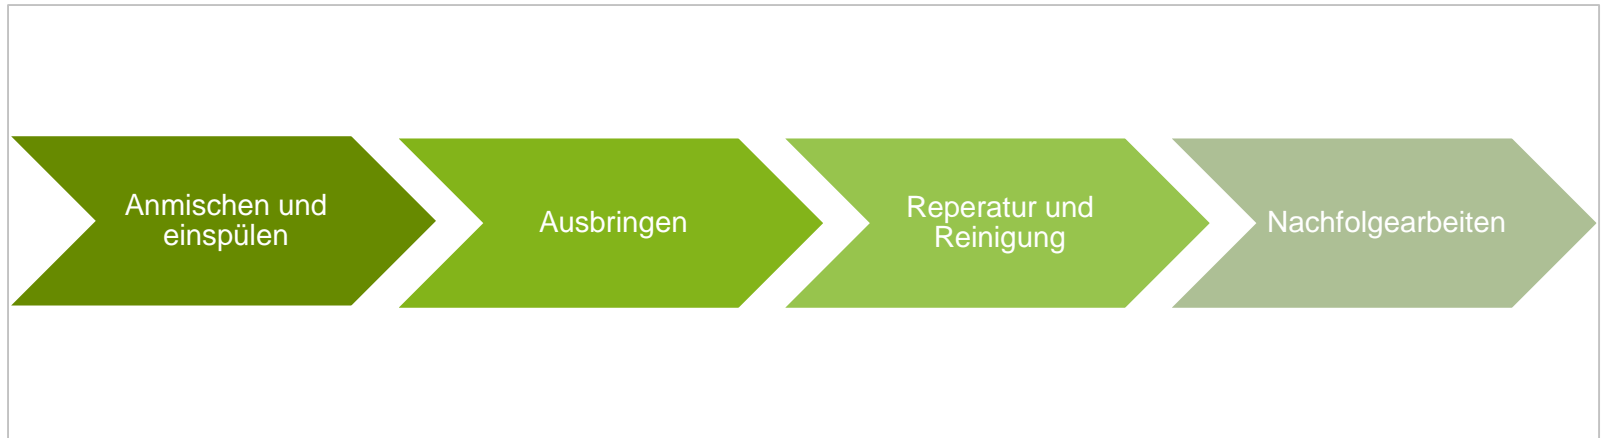 Anmischen und
einspülen
Ausbringen
Reperatur und
Reinigung
Nachfolgearbeiten